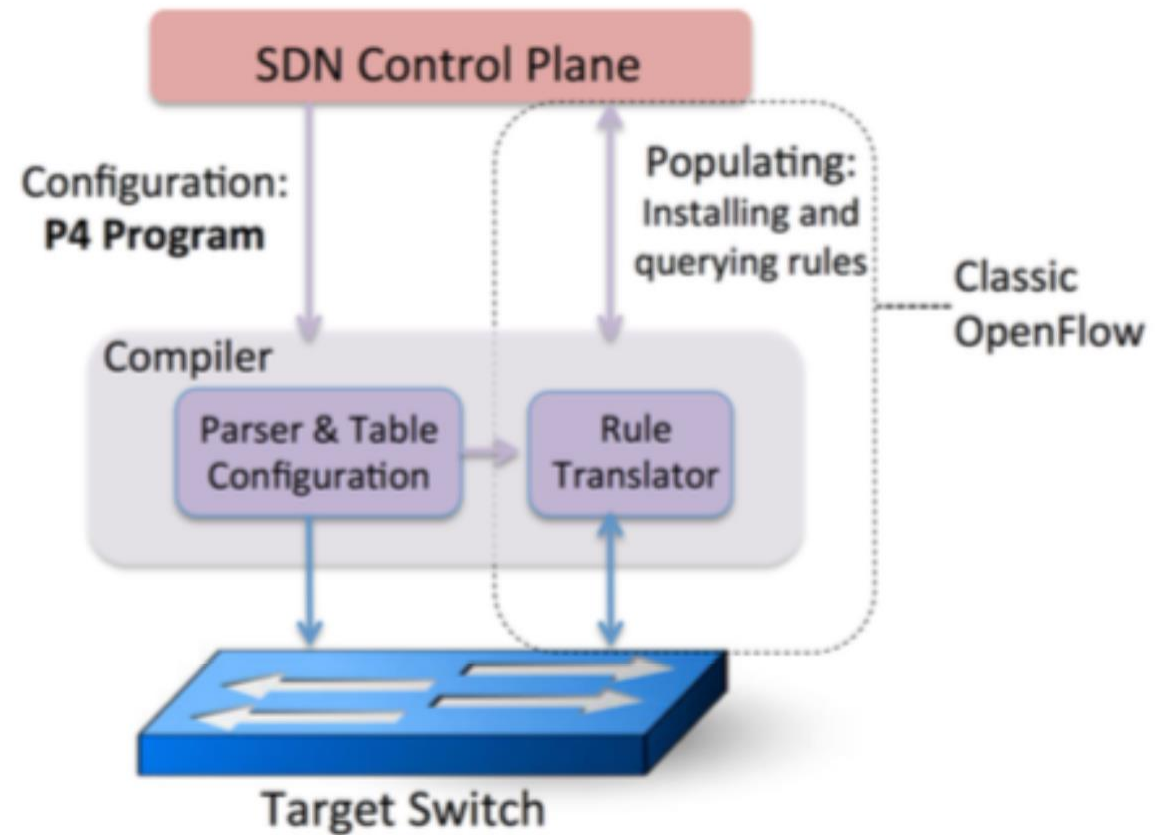 SDN Control Plane
Configuration:
P4 Program
Populating:
Installing and
querying rules
Classic
OpenFlow
Compiler
Parser & Table
Configuration
Rule
Translator
Target Switch